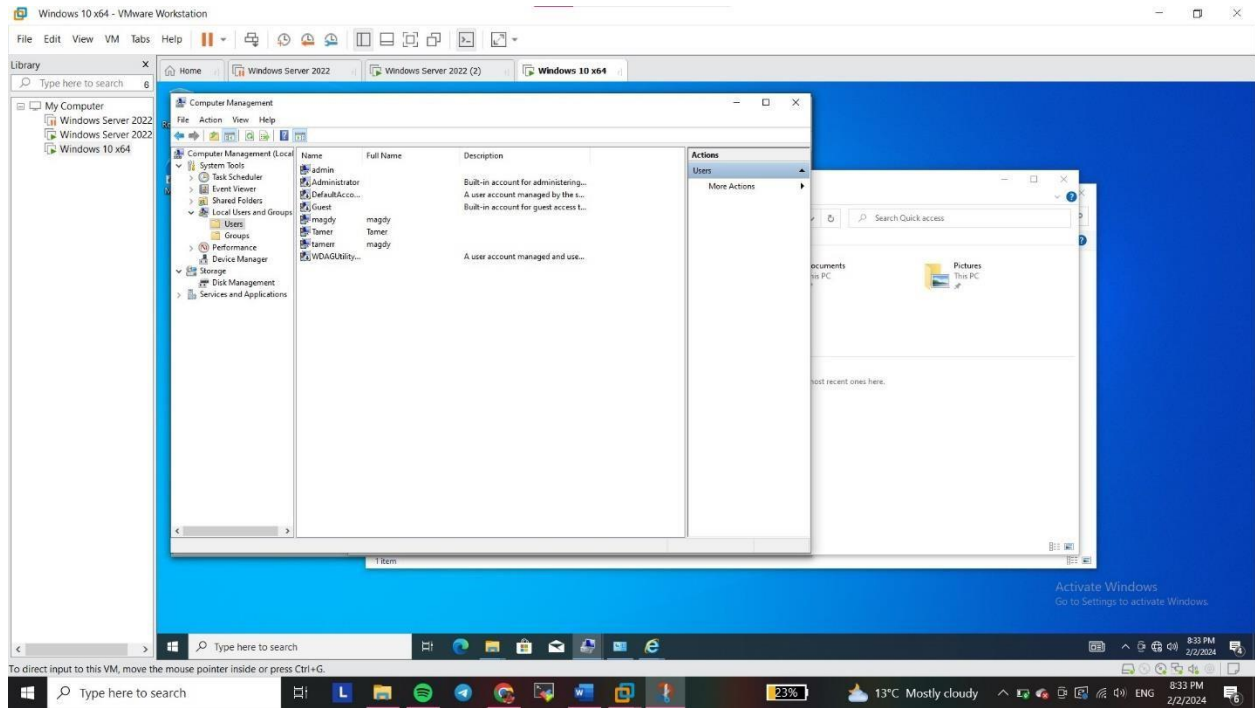 Windows 10 x64 - VMware Workstation
File Edit View VM Tabs Help
Library
Type here to search
My Computer
Windows Server 2022
Windows Server 2022
Windows 10 x64
Home Windows Server 2022 Windows Server 2022 (2) Windows 10 x64
Computer Management
File Action View Help
Computer Management (Local
System Tools
Task Scheduler
Event Viewer
Shared Folders
Local Users and Groups
Users
Groups
Performance
Device Manager
Storage
Disk Management
Services and Applications
Name Full Name Description
admin
Administrator Built-in account for administering...
DefaultAcco... A user account managed by the s...
Guest Built-in account for guest access t...
magdy magdy
Tamer Tamer
tamerr magdy
WDAGUtility... A user account managed and use...
Actions
Users
More Actions
Search Quick access
ocuments
his PC
Pictures
This PC
most recent ones here.
1 item
Activate Windows
Go to Settings to activate Windows.
Type here to search
8:33 PM
2/2/2024
To direct input to this VM, move the mouse pointer inside or press Ctrl+G.
Type here to search
23%
13°C Mostly cloudy
ENG
8:33 PM
2/2/2024